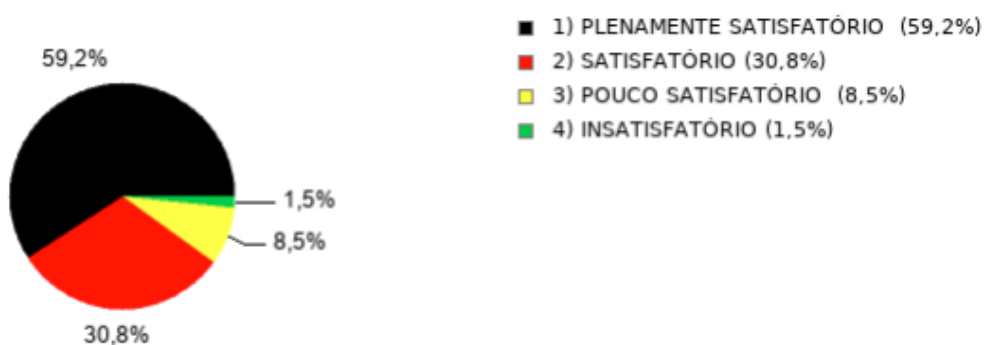 59,2%
1,5%
8,5%
30,8%
1) PLENAMENTE SATISFATÓRIO (59,2%)
2) SATISFATÓRIO (30,8%)
3) POUCO SATISFATÓRIO (8,5%)
4) INSATISFATÓRIO (1,5%)